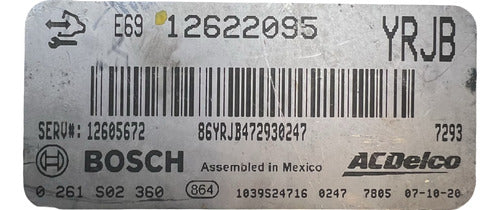 E69 12622095 YRJB
SERV#: 12605672 86YRJB472930247 7293
BOSCH Assembled in Mexico ACDelco
0 261 S02 360 864 1039S24716 0247 7805 07-10-20